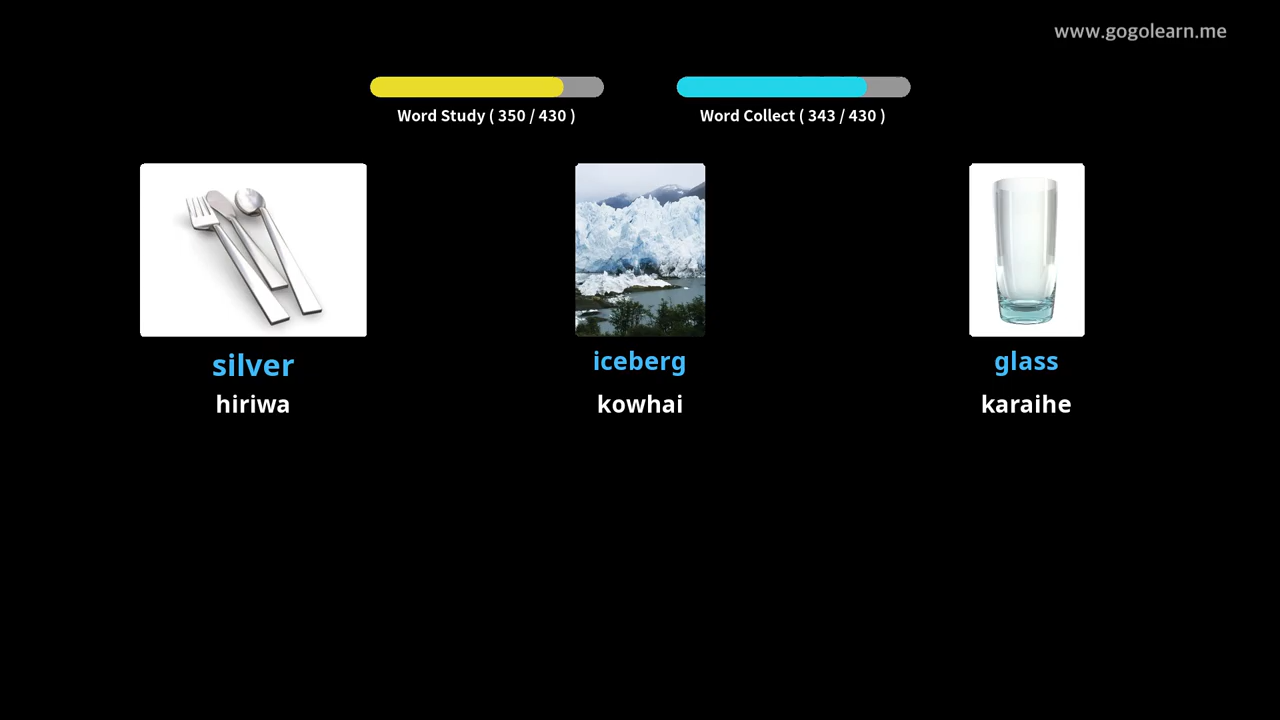 www.gogolearn.me
Word Study ( 350 / 430 )
Word Collect ( 343 / 430 )
silver
hiriwa
iceberg
kowhai
glass
karaihe